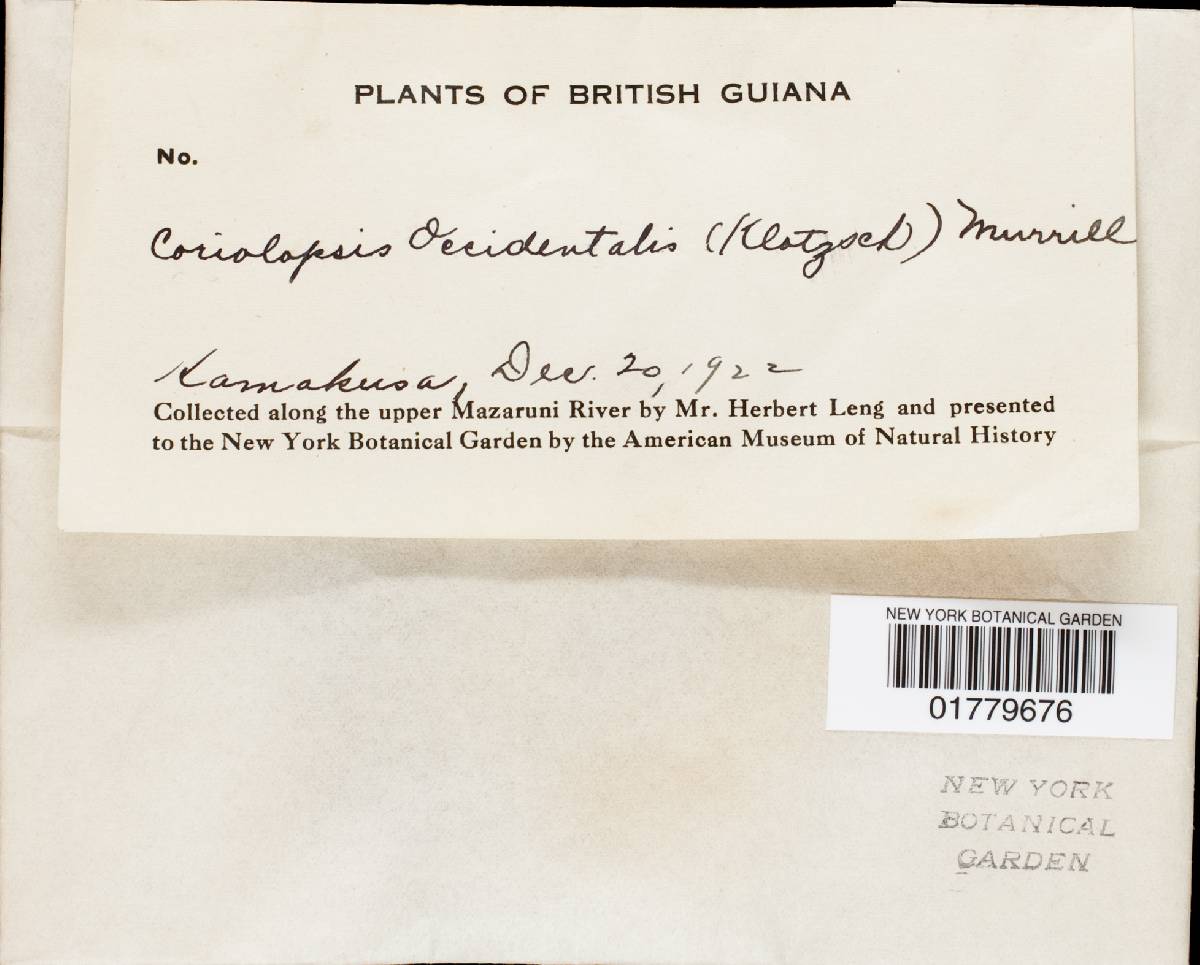 PLANTS OF BRITISH GUIANA
No.
Coriolopsis Occidentalis (Klotzsch) Murrill
Kamakusa, Dec. 20, 1922
Collected along the upper Mazaruni River by Mr. Herbert Leng and presented
to the New York Botanical Garden by the American Museum of Natural History
NEW YORK BOTANICAL GARDEN
01779676
NEW YORK
BOTANICAL
GARDEN